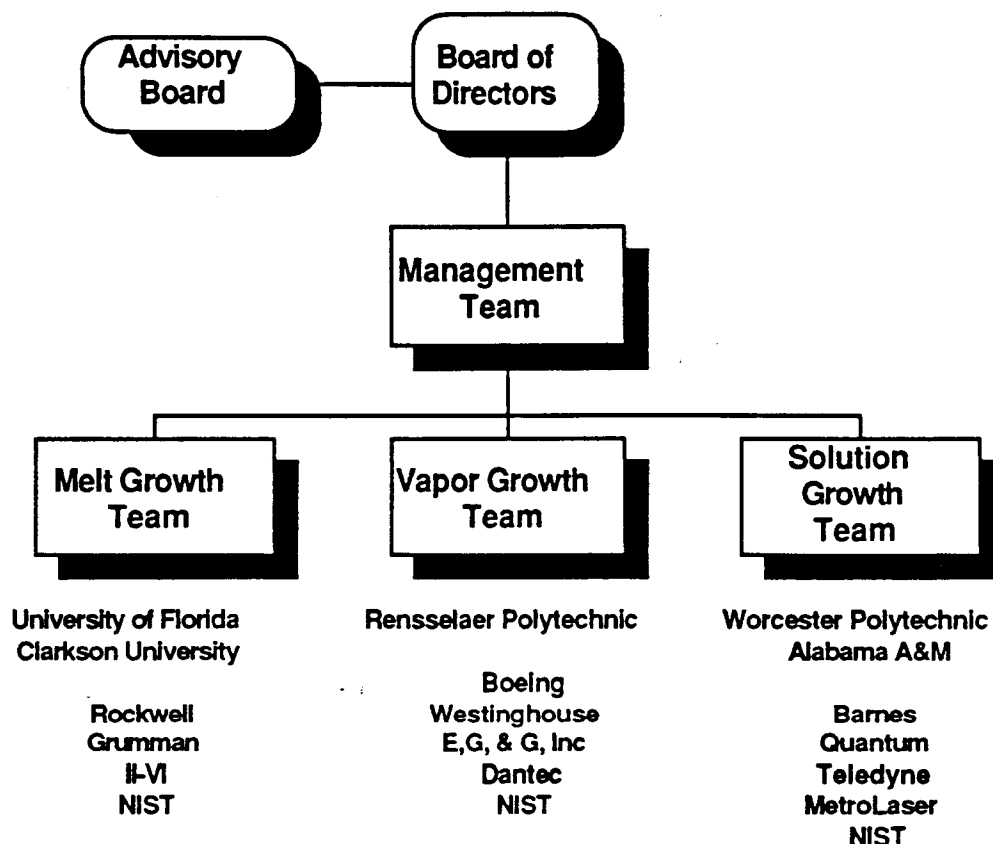 Advisory
Board
Board of
Directors
Management
Team
Melt Growth
Team
Vapor Growth
Team
Solution
Growth
Team
University of Florida
Clarkson University
Rockwell
Grumman
II-VI
NIST
Rensselaer Polytechnic
Boeing
Westinghouse
E,G, & G, Inc
Dantec
NIST
Worcester Polytechnic
Alabama A&M
Barnes
Quantum
Teledyne
MetroLaser
NIST